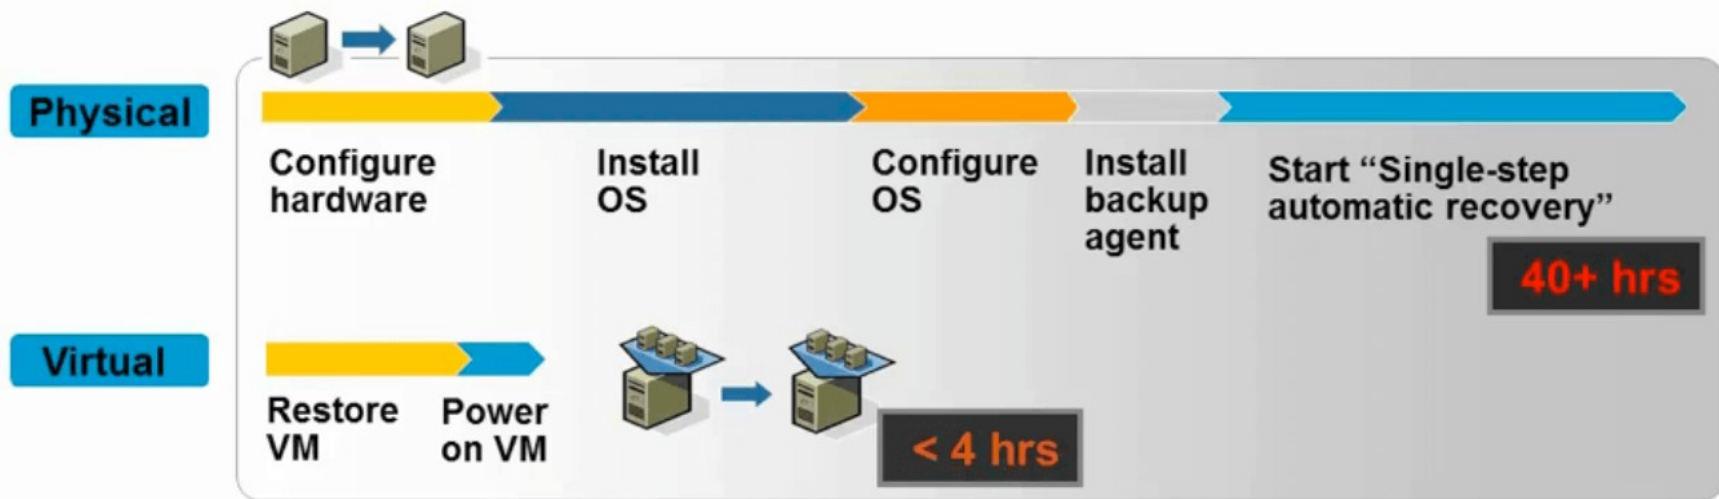 Physical
Configure
hardware
Install
OS
Configure
OS
Install
backup
agent
Start “Single-step
automatic recovery”
40+ hrs
Virtual
Restore
VM
Power
on VM
< 4 hrs